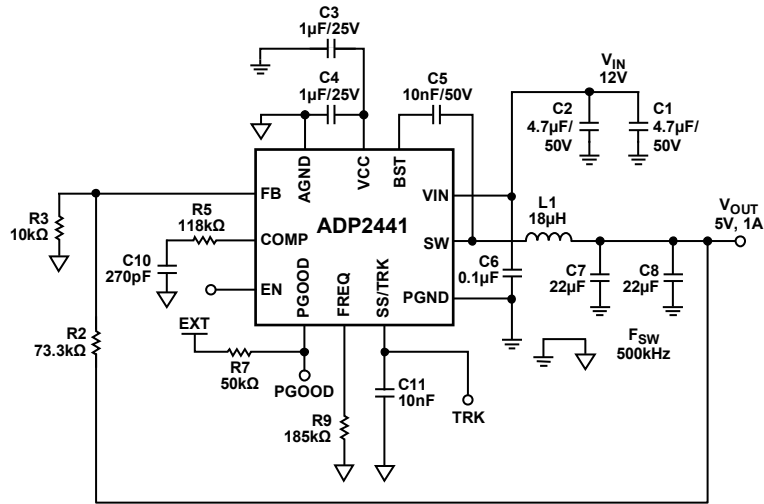 C3
1µF/25V
C4
1µF/25V
C5
10nF/50V
VIN
12V
C2
4.7µF/
50V
C1
4.7µF/
50V
AGND
VCC
BST
FB
VIN
ADP2441
R3
10kΩ
R5
118kΩ
COMP
SW
L1
18µH
VOUT
5V, 1A
C10
270pF
EN
PGOOD
FREQ
SS/TRK
PGND
C6
0.1µF
C7
22µF
C8
22µF
EXT
R2
73.3kΩ
R7
50kΩ
PGOOD
FSW
500kHz
C11
10nF
TRK
R9
185kΩ